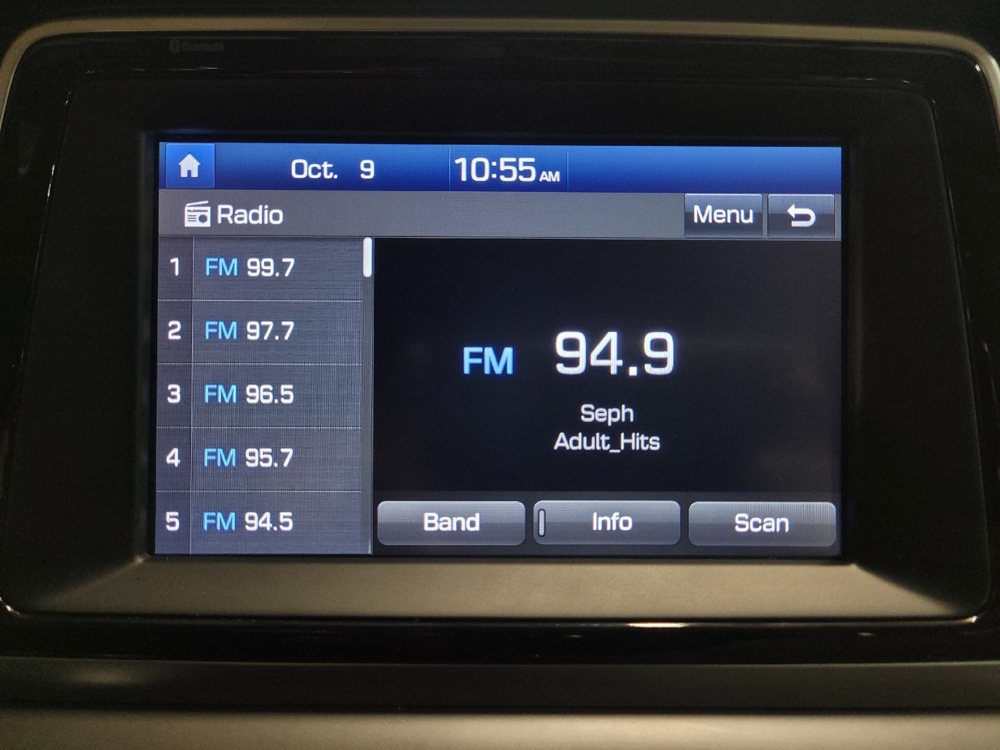 Bluetooth
Oct. 9 10:55 AM
Radio Menu
1 FM 99.7
2 FM 97.7
3 FM 96.5
4 FM 95.7
5 FM 94.5
FM 94.9
Seph
Adult_Hits
Band Info Scan